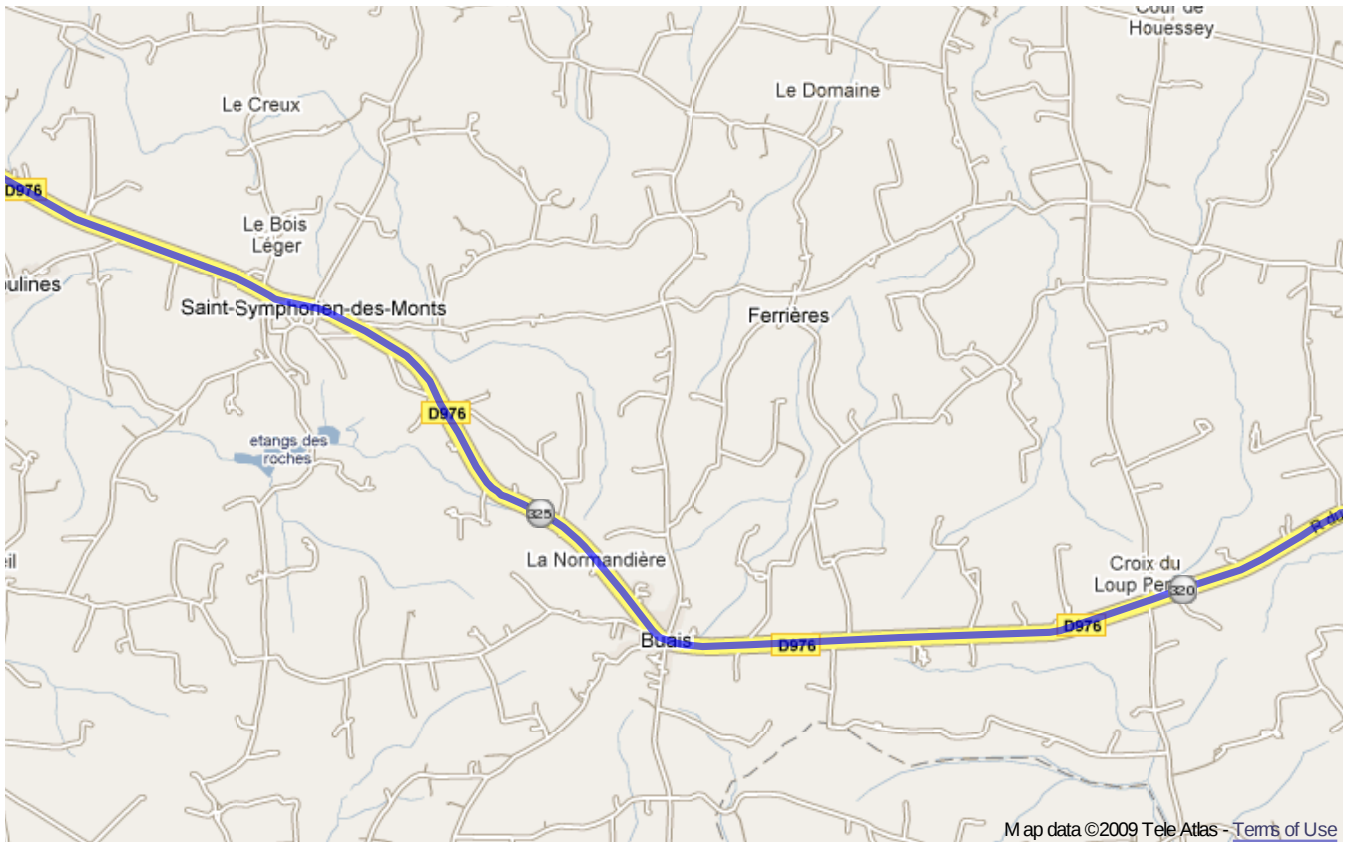 Cour de
Houessey
Le Domaine
Le Creux
D976
Le Bois
Léger
oulines
Saint-Symphorien-des-Monts
Ferrières
D976
etangs des
roches
325
R du
La Normandière
eil
Croix du
Loup
320
D976
Buais
D976
Map data ©2009 Tele Atlas - Terms of Use